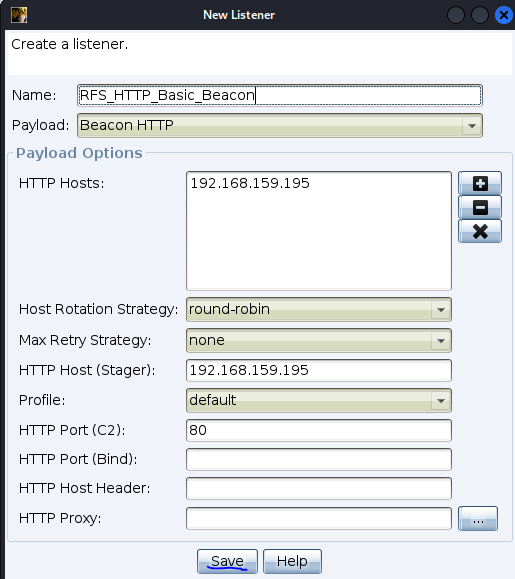 New Listener
Create a listener.
Name: RFS_HTTP_Basic_Beacon
Payload: Beacon HTTP
Payload Options
HTTP Hosts: 192.168.159.195
Host Rotation Strategy: round-robin
Max Retry Strategy: none
HTTP Host (Stager): 192.168.159.195
Profile: default
HTTP Port (C2): 80
HTTP Port (Bind):
HTTP Host Header:
HTTP Proxy: ...
Save Help